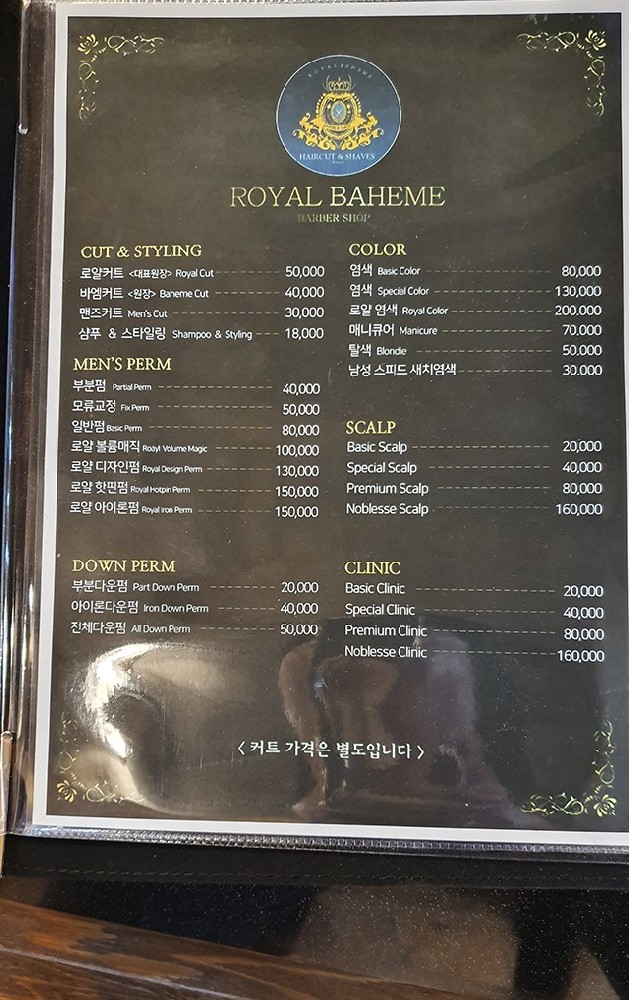 ROYAL BAHEME
HAIRCUT & SHAVES
ROYAL BAHEME
BARBER SHOP
CUT & STYLING
로얄커트 <대표원장> Royal Cut 50,000
바엠커트 <원장> Baheme Cut 40,000
맨즈커트 Men's Cut 30,000
샴푸 & 스타일링 Shampoo & Styling 18,000
MEN'S PERM
부분펌 Partial Perm 40,000
모류교정 Fix Perm 50,000
일반펌 Basic Perm 80,000
로얄 볼륨매직 Roayl Volume Magic 100,000
로얄 디자인펌 Royal Design Perm 130,000
로얄 핫핀펌 Royal Hotpin Perm 150,000
로얄 아이론펌 Royal Iron Perm 150,000
DOWN PERM
부분다운펌 Part Down Perm 20,000
아이론다운펌 Iron Down Perm 40,000
전체다운펌 All Down Perm 50,000
COLOR
염색 Basic Color 80,000
염색 Special Color 130,000
로얄 염색 Royal Color 200.000
매니큐어 Manicure 70.000
탈색 Blonde 50.000
남성 스피드 새치염색 30.000
SCALP
Basic Scalp 20,000
Special Scalp 40,000
Premium Scalp 80,000
Noblesse Scalp 160,000
CLINIC
Basic Clinic 20,000
Special Clinic 40,000
Premium Clinic 80,000
Noblesse Clinic 160,000
< 커트 가격은 별도입니다 >